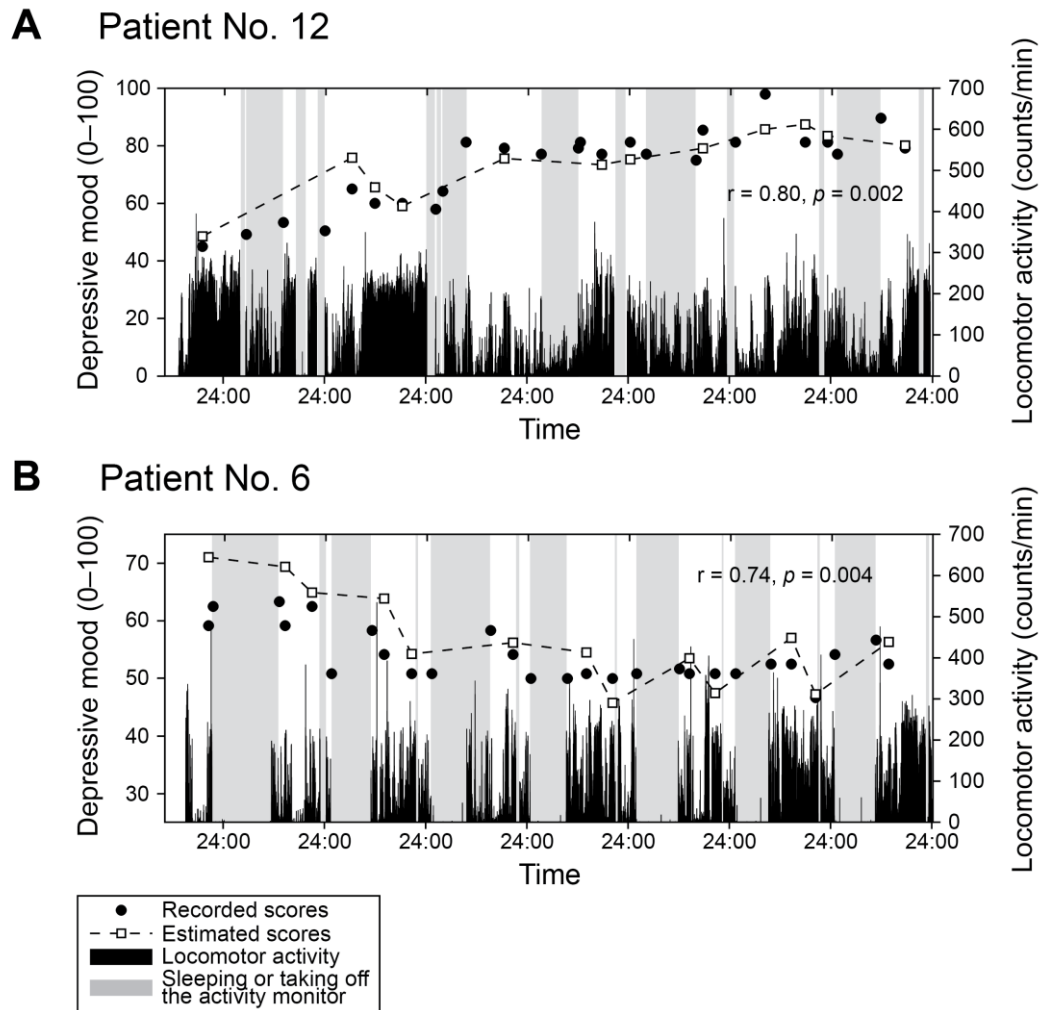 A Patient No. 12
Depressive mood (0–100)
100
80
60
40
20
0
r = 0.80, p = 0.002
700
600
500
400
300
200
100
0
Locomotor activity (counts/min)
24:00 24:00 24:00 24:00 24:00 24:00 24:00 24:00
Time
B Patient No. 6
Depressive mood (0–100)
70
60
50
40
30
r = 0.74, p = 0.004
700
600
500
400
300
200
100
0
Locomotor activity (counts/min)
24:00 24:00 24:00 24:00 24:00 24:00 24:00 24:00
Time
Recorded scores
Estimated scores
Locomotor activity
Sleeping or taking off
the activity monitor